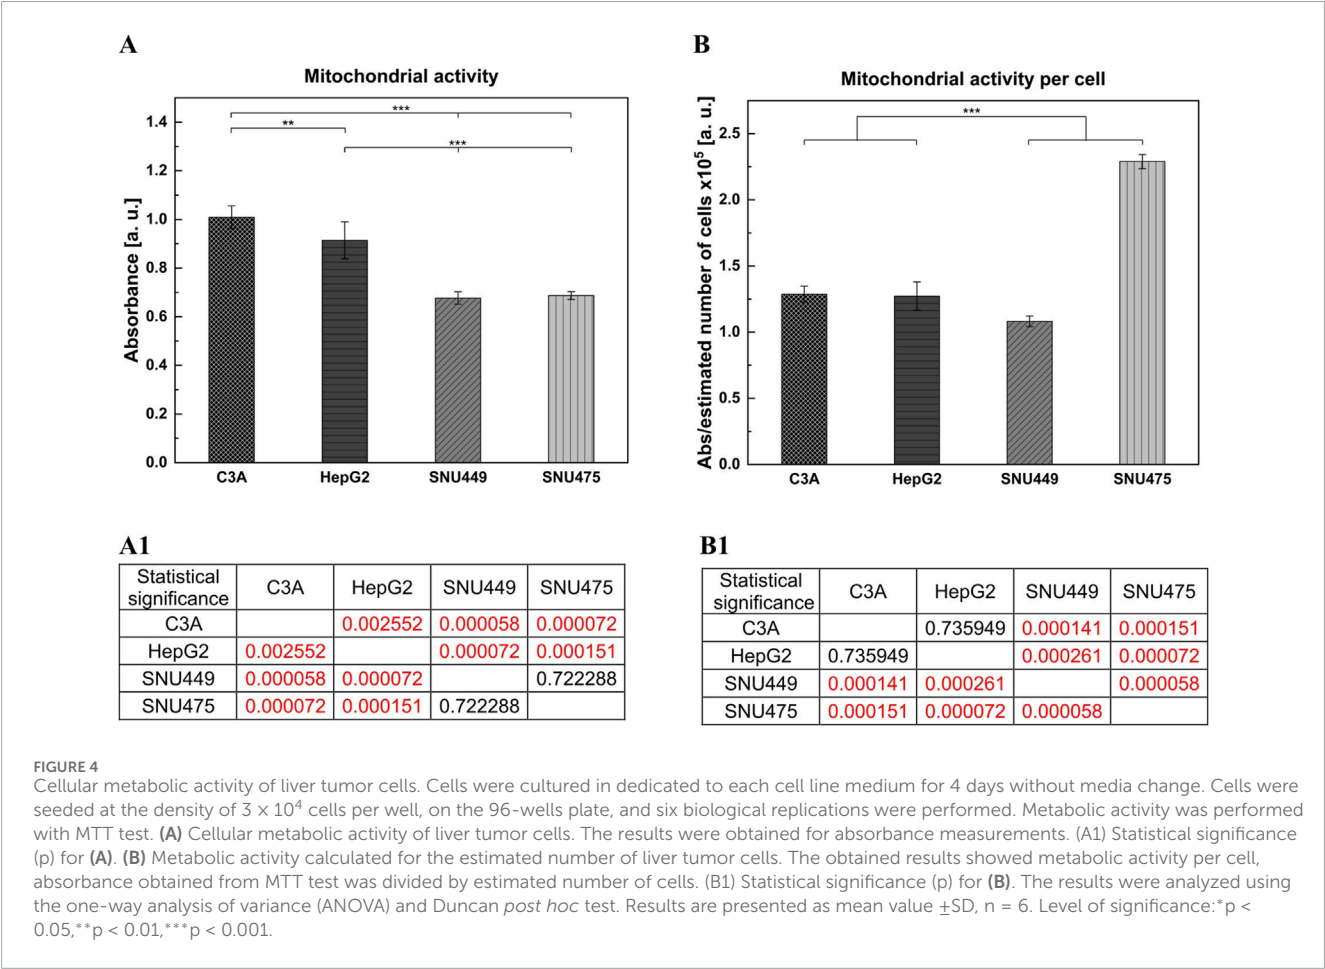 A
Mitochondrial activity
Absorbance [a. u.]
1.4
1.2
1.0
0.8
0.6
0.4
0.2
0.0
***
**
***
C3A HepG2 SNU449 SNU475
B
Mitochondrial activity per cell
Abs/estimated number of cells x10⁵ [a. u.]
2.5
2.0
1.5
1.0
0.5
0.0
***
C3A HepG2 SNU449 SNU475
A1
Statistical significance C3A HepG2 SNU449 SNU475
C3A 0.002552 0.000058 0.000072
HepG2 0.002552 0.000072 0.000151
SNU449 0.000058 0.000072 0.722288
SNU475 0.000072 0.000151 0.722288
B1
Statistical significance C3A HepG2 SNU449 SNU475
C3A 0.735949 0.000141 0.000151
HepG2 0.735949 0.000261 0.000072
SNU449 0.000141 0.000261 0.000058
SNU475 0.000151 0.000072 0.000058
FIGURE 4
Cellular metabolic activity of liver tumor cells. Cells were cultured in dedicated to each cell line medium for 4 days without media change. Cells were
seeded at the density of 3 × 10⁴ cells per well, on the 96-wells plate, and six biological replications were performed. Metabolic activity was performed
with MTT test. (A) Cellular metabolic activity of liver tumor cells. The results were obtained for absorbance measurements. (A1) Statistical significance
(p) for (A). (B) Metabolic activity calculated for the estimated number of liver tumor cells. The obtained results showed metabolic activity per cell,
absorbance obtained from MTT test was divided by estimated number of cells. (B1) Statistical significance (p) for (B). The results were analyzed using
the one-way analysis of variance (ANOVA) and Duncan post hoc test. Results are presented as mean value ±SD, n = 6. Level of significance:*p <
0.05,**p < 0.01,***p < 0.001.